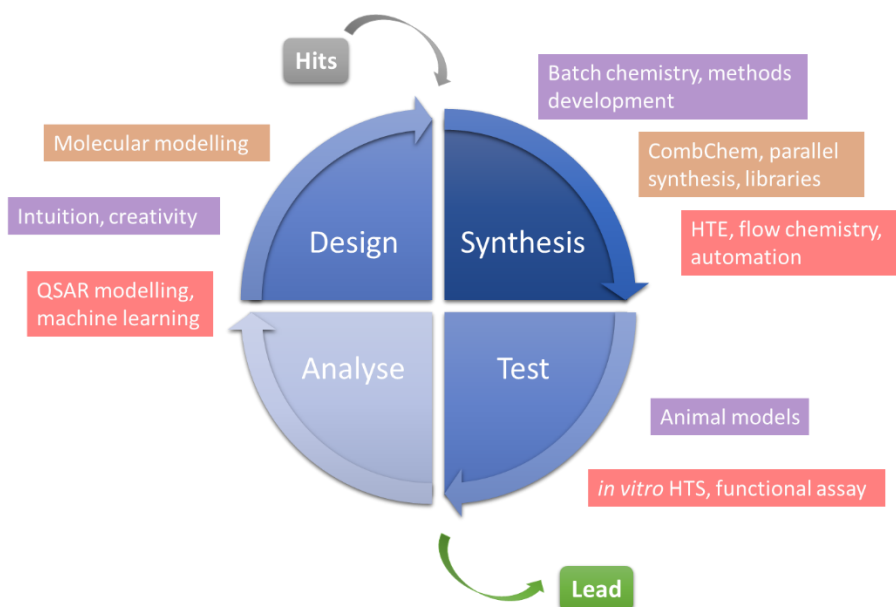 Hits
Batch chemistry, methods
development
Molecular modelling
CombChem, parallel
synthesis, libraries
Intuition, creativity
HTE, flow chemistry,
automation
Design
Synthesis
QSAR modelling,
machine learning
Analyse
Test
Animal models
in vitro HTS, functional assay
Lead